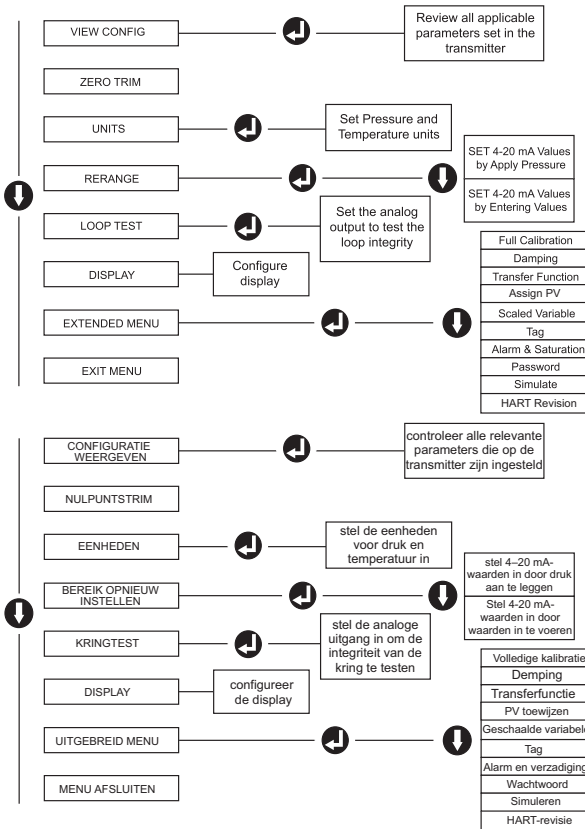 VIEW CONFIG
Review all applicable
parameters set in the
transmitter
ZERO TRIM
UNITS
Set Pressure and
Temperature units
RERANGE
SET 4-20 mA Values
by Apply Pressure
SET 4-20 mA Values
by Entering Values
LOOP TEST
Set the analog
output to test the
loop integrity
DISPLAY
Configure
display
EXTENDED MENU
Full Calibration
Damping
Transfer Function
Assign PV
Scaled Variable
Tag
Alarm & Saturation
Password
Simulate
HART Revision
EXIT MENU
CONFIGURATIE
WEERGEVEN
controleer alle relevante
parameters die op de
transmitter zijn ingesteld
NULPUNTSTRIM
EENHEDEN
stel de eenheden
voor druk en
temperatuur in
BEREIK OPNIEUW
INSTELLEN
stel 4–20 mA-
waarden in door druk
aan te leggen
Stel 4-20 mA-
waarden in door
waarden in te voeren
KRINGTEST
stel de analoge
uitgang in om de
integriteit van de
kring te testen
DISPLAY
configureer
de display
UITGEBREID MENU
Volledige kalibratie
Demping
Transferfunctie
PV toewijzen
Geschaalde variabele
Tag
Alarm en verzadiging
Wachtwoord
Simuleren
HART-revisie
MENU AFSLUITEN